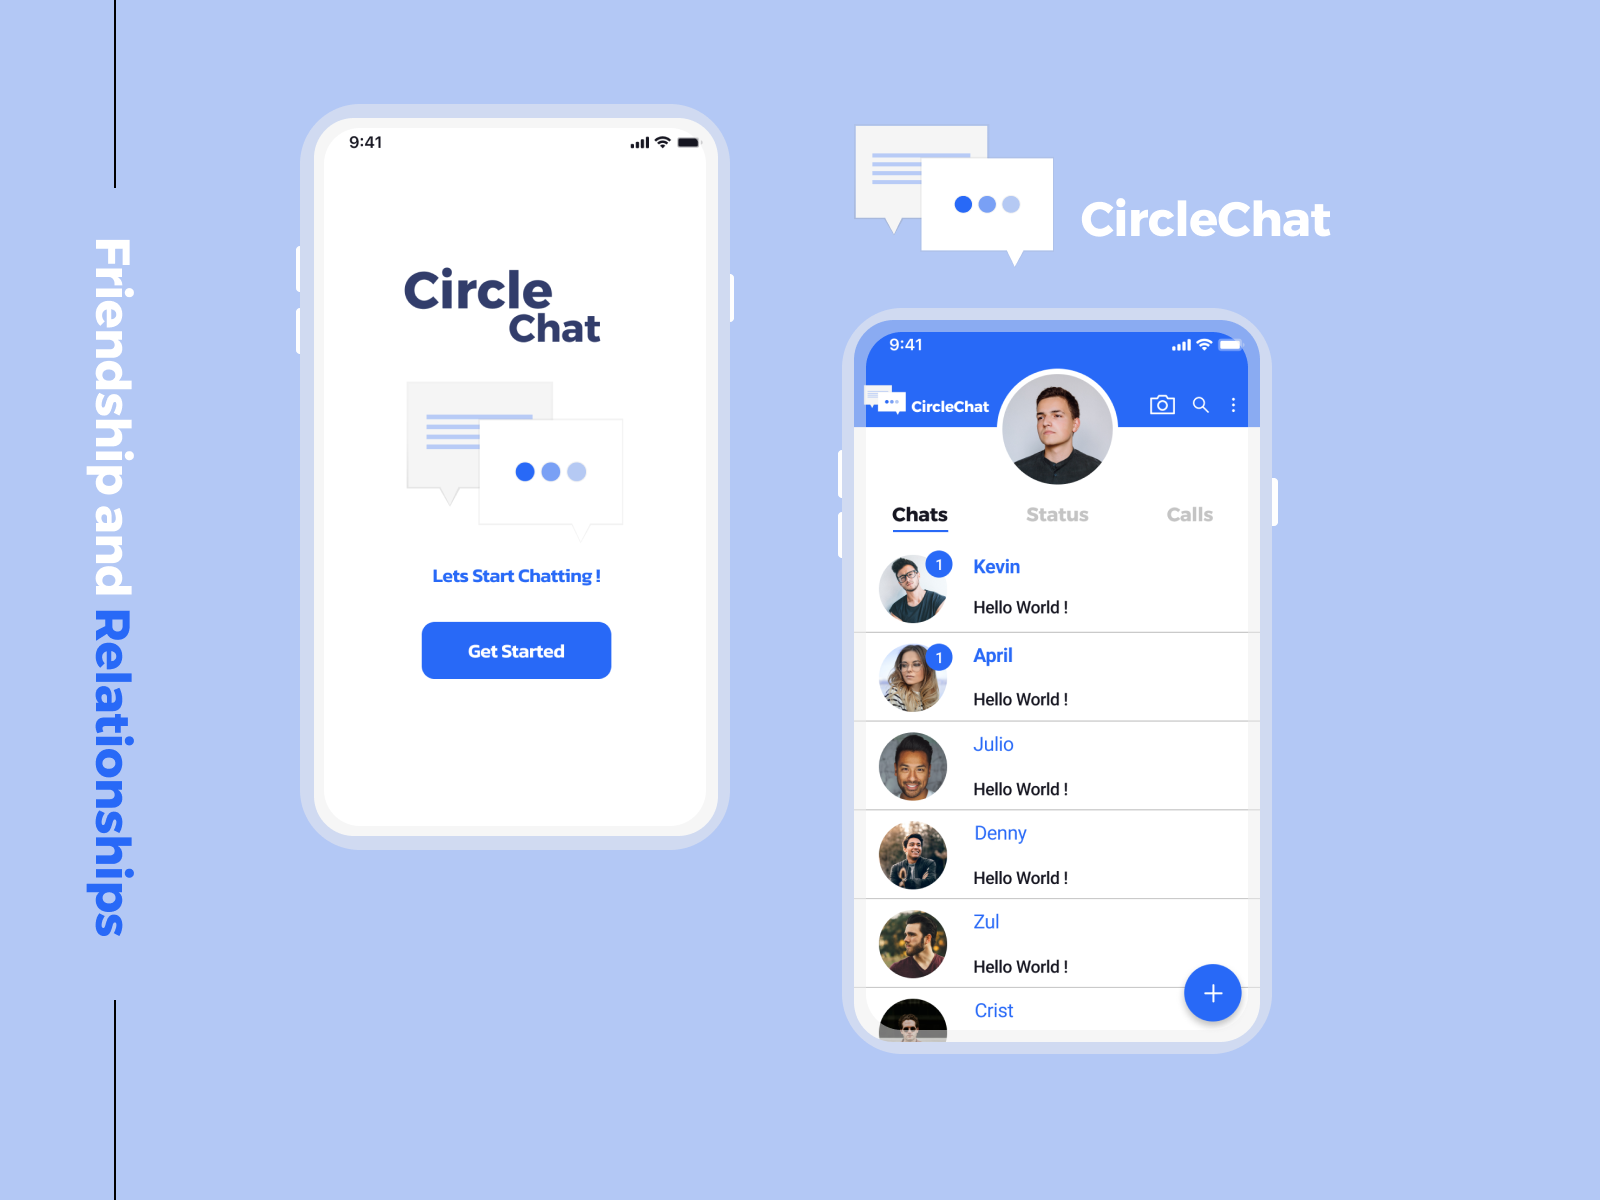 Friendship and Relationships
9:41
Circle
Chat
Lets Start Chatting !
Get Started
CircleChat
9:41
CircleChat
Chats
Status
Calls
1
Kevin
Hello World !
1
April
Hello World !
Julio
Hello World !
Denny
Hello World !
Zul
Hello World !
Crist